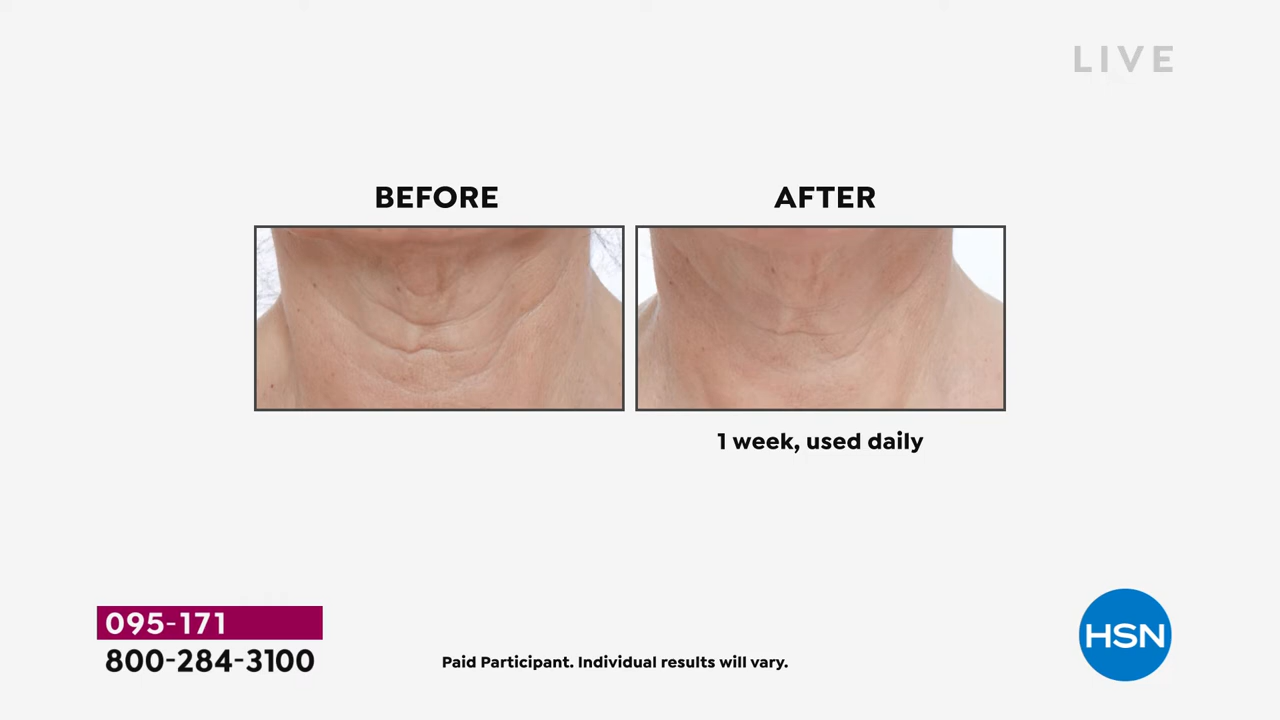 LIVE
BEFORE
AFTER
1 week, used daily
095-171
800-284-3100
Paid Participant. Individual results will vary.
HSN